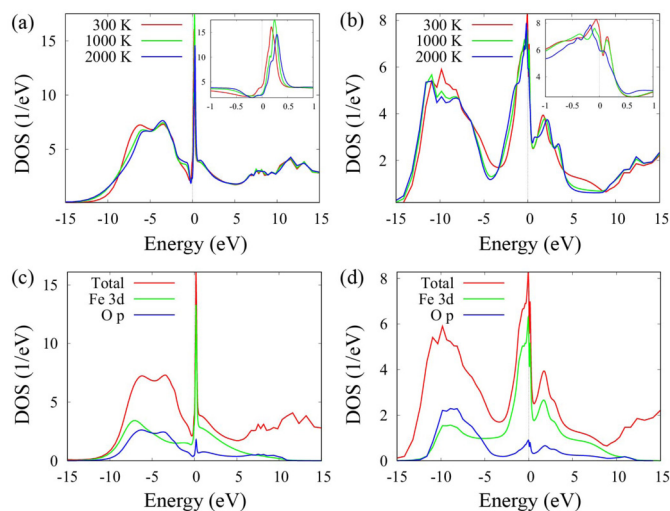 (a)
300 K
1000 K
2000 K
15
10
5
DOS (1/eV)
-15 -10 -5 0 5 10 15
Energy (eV)
16
12
8
4
-1 -0.5 0 0.5 1
(b)
300 K
1000 K
2000 K
8
6
4
2
DOS (1/eV)
-15 -10 -5 0 5 10 15
Energy (eV)
8
6
4
-1 -0.5 0 0.5 1
(c)
Total
Fe 3d
O p
15
10
5
0
DOS (1/eV)
-15 -10 -5 0 5 10 15
Energy (eV)
(d)
Total
Fe 3d
O p
8
6
4
2
0
DOS (1/eV)
-15 -10 -5 0 5 10 15
Energy (eV)